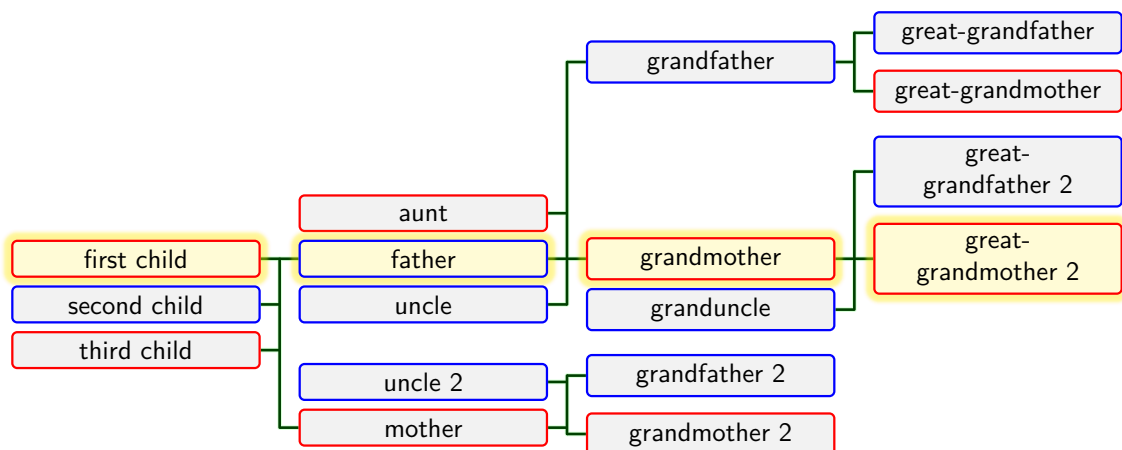 great-grandfather
grandfather
great-grandmother
great-
grandfather 2
aunt
first child
father
grandmother
great-
grandmother 2
second child
uncle
granduncle
third child
uncle 2
grandfather 2
mother
grandmother 2